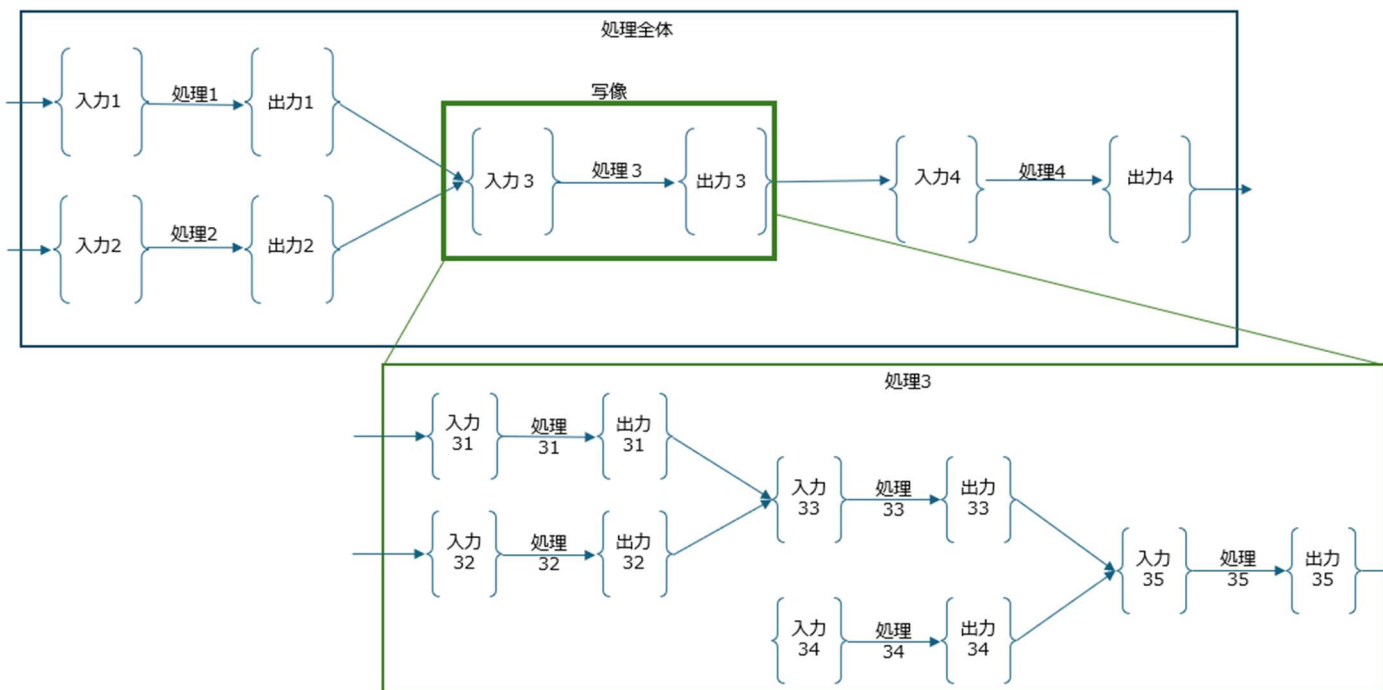 処理全体
入力1
処理1
出力1
入力2
処理2
出力2
写像
入力３
処理３
出力３
入力4
処理4
出力4
処理3
入力
31
処理
31
出力
31
入力
32
処理
32
出力
32
入力
33
処理
33
出力
33
入力
34
処理
34
出力
34
入力
35
処理
35
出力
35